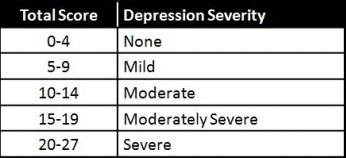 Total Score Depression Severity
0-4 None
5-9 Mild
10-14 Moderate
15-19 Moderately Severe
20-27 Severe